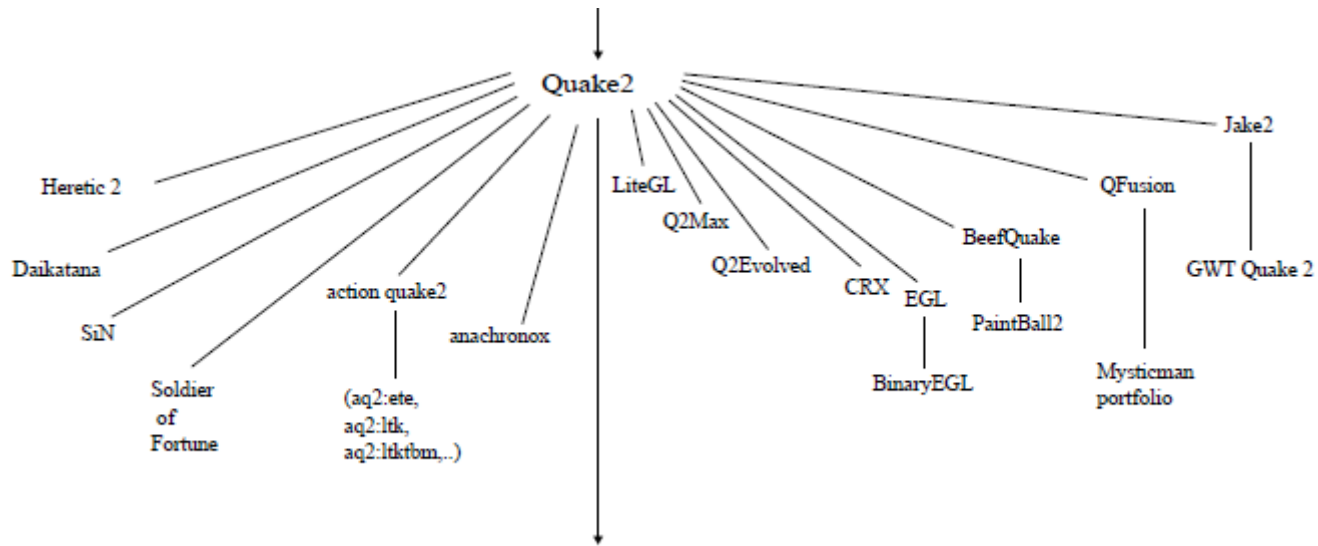 Quake2
Jake2
Heretic 2
LiteGL
QFusion
Q2Max
BeefQuake
Daikatana
Q2Evolved
GWT Quake 2
action quake2
CRX
EGL
SiN
anachronox
PaintBall2
Soldier
of
Fortune
(aq2:ete,
aq2:ltk,
aq2:ltktbm,..)
BinaryEGL
Mysticman
portfolio